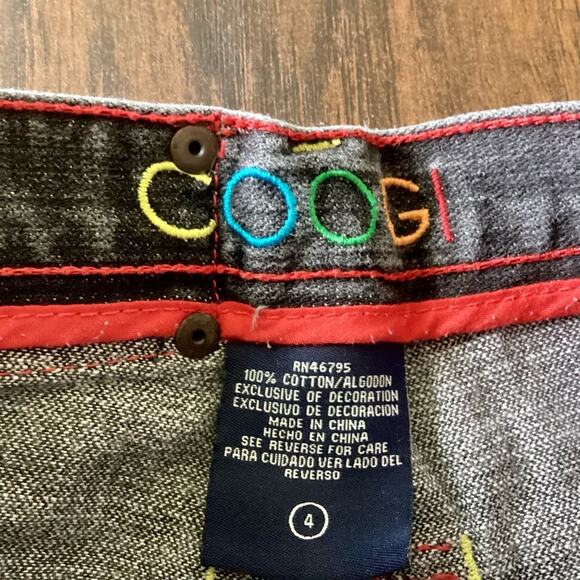 COOGI
RN46795
100% COTTON/ALGODON
EXCLUSIVE OF DECORATION
EXCLUSIVO DE DECORACION
MADE IN CHINA
HECHO EN CHINA
SEE REVERSE FOR CARE
PARA CUIDADO VER LADO DEL
REVERSO
4